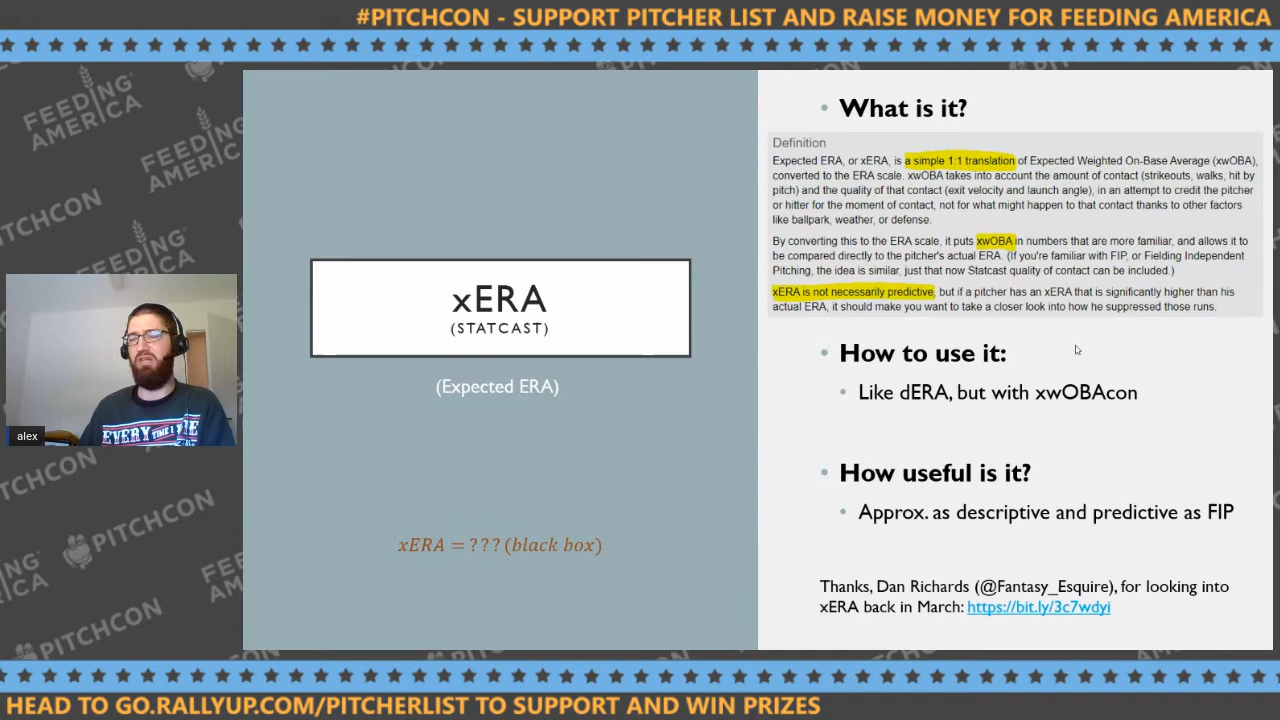 #PITCHCON - SUPPORT PITCHER LIST AND RAISE MONEY FOR FEEDING AMERICA
FEEDING
AMERICA
FEEDING
AMERICA
PITCHCON
alex
PITCHCON
PITCHCON
FEEDING
AMERICA
PITCHCON
xERA
(STATCAST)
(Expected ERA)
xERA = ??? (black box)
• What is it?
Definition
Expected ERA, or xERA, is a simple 1:1 translation of Expected Weighted On-Base Average (xwOBA),
converted to the ERA scale. xwOBA takes into account the amount of contact (strikeouts, walks, hit by
pitch) and the quality of that contact (exit velocity and launch angle), in an attempt to credit the pitcher
or hitter for the moment of contact, not for what might happen to that contact thanks to other factors
like ballpark, weather, or defense.
By converting this to the ERA scale, it puts xwOBA in numbers that are more familiar, and allows it to
be compared directly to the pitcher's actual ERA. (If you're familiar with FIP, or Fielding Independent
Pitching, the idea is similar, just that now Statcast quality of contact can be included.)
xERA is not necessarily predictive, but if a pitcher has an xERA that is significantly higher than his
actual ERA, it should make you want to take a closer look into how he suppressed those runs.
• How to use it:
• Like dERA, but with xwOBAcon
• How useful is it?
• Approx. as descriptive and predictive as FIP
Thanks, Dan Richards (@Fantasy_Esquire), for looking into
xERA back in March: https://bit.ly/3c7wdyi
HEAD TO GO.RALLYUP.COM/PITCHERLIST TO SUPPORT AND WIN PRIZES